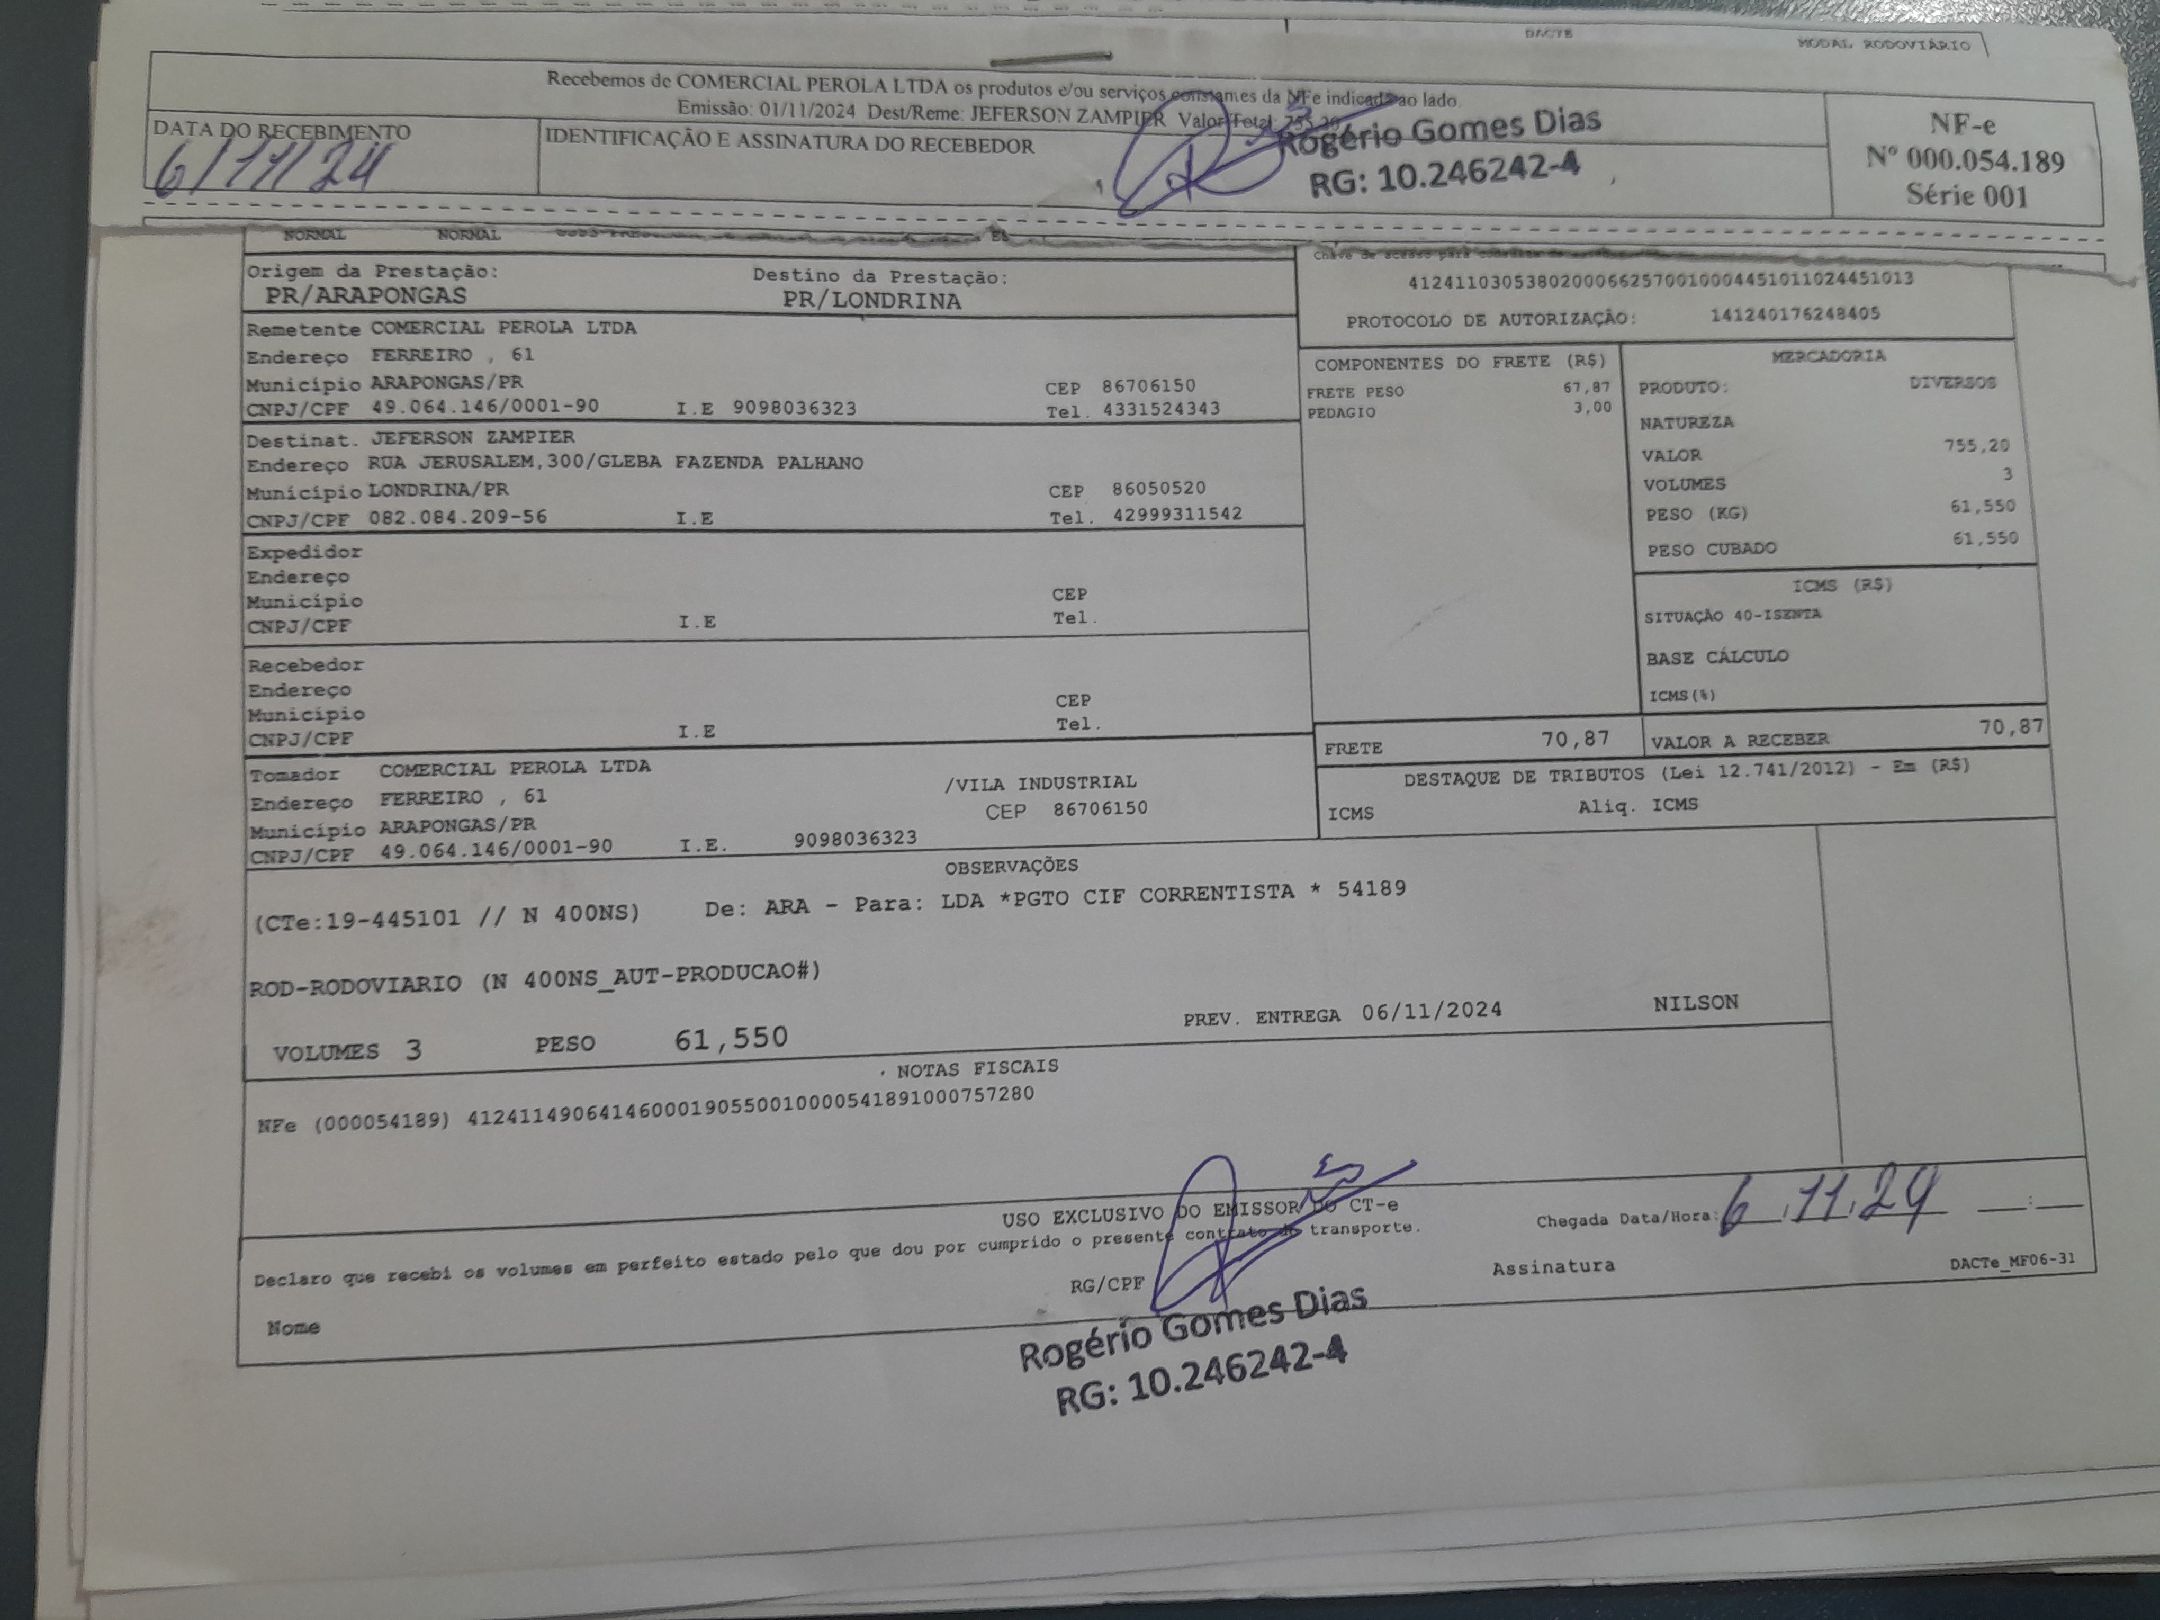 DACTE
MODAL RODOVIÁRIO
Recebemos de COMERCIAL PEROLA LTDA os produtos e/ou serviços constantes da NFe indicada ao lado.
Emissão: 01/11/2024 Dest/Reme: JEFERSON ZAMPIER Valor Total: 755,20
DATA DO RECEBIMENTO
6/11/24
IDENTIFICAÇÃO E ASSINATURA DO RECEBEDOR
Rogério Gomes Dias
RG: 10.246242-4
NF-e
Nº 000.054.189
Série 001
NORMAL NORMAL
Chave de acesso para
Origem da Prestação: Destino da Prestação:
PR/ARAPONGAS PR/LONDRINA
41241103053802000662570010004451011024451013
PROTOCOLO DE AUTORIZAÇÃO: 141240176248405
Remetente COMERCIAL PEROLA LTDA
Endereço FERREIRO , 61
Município ARAPONGAS/PR CEP 86706150
CNPJ/CPF 49.064.146/0001-90 I.E 9098036323 Tel. 4331524343
Destinat. JEFERSON ZAMPIER
Endereço RUA JERUSALEM,300/GLEBA FAZENDA PALHANO
Município LONDRINA/PR CEP 86050520
CNPJ/CPF 082.084.209-56 I.E Tel. 42999311542
Expedidor
Endereço
Município CEP
CNPJ/CPF I.E Tel.
Recebedor
Endereço
Município CEP
CNPJ/CPF I.E Tel.
Tomador COMERCIAL PEROLA LTDA
Endereço FERREIRO , 61 /VILA INDUSTRIAL
Município ARAPONGAS/PR CEP 86706150
CNPJ/CPF 49.064.146/0001-90 I.E. 9098036323
COMPONENTES DO FRETE (R$)
FRETE PESO 67,87
PEDAGIO 3,00
MERCADORIA
PRODUTO: DIVERSOS
NATUREZA
VALOR 755,20
VOLUMES 3
PESO (KG) 61,550
PESO CUBADO 61,550
ICMS (R$)
SITUAÇÃO 40-ISENTA
BASE CÁLCULO
ICMS(%)
FRETE 70,87 VALOR A RECEBER 70,87
DESTAQUE DE TRIBUTOS (Lei 12.741/2012) - Em (R$)
ICMS Aliq. ICMS
OBSERVAÇÕES
(CTe:19-445101 // N 400NS) De: ARA - Para: LDA *PGTO CIF CORRENTISTA * 54189
ROD-RODOVIARIO (N 400NS_AUT-PRODUCAO#)
VOLUMES 3 PESO 61,550 PREV. ENTREGA 06/11/2024 NILSON
NOTAS FISCAIS
NFe (000054189) 41241149064146000190550010000541891000757280
USO EXCLUSIVO DO EMISSOR DO CT-e
Declaro que recebi os volumes em perfeito estado pelo que dou por cumprido o presente contrato de transporte.
Chegada Data/Hora: 6 / 11 . 24 __:__
Nome RG/CPF Assinatura
DACTe_MF06-31
Rogério Gomes Dias
RG: 10.246242-4